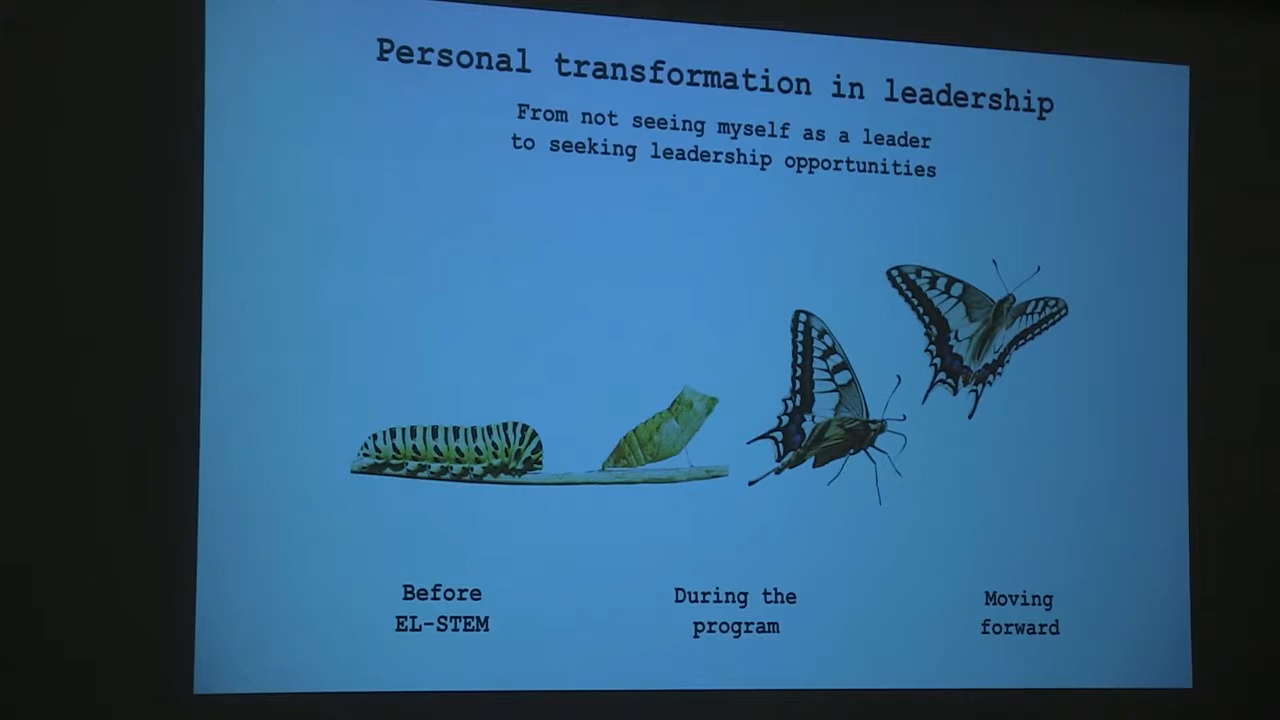 Personal transformation in leadership
From not seeing myself as a leader
to seeking leadership opportunities
Before
EL-STEM
During the
program
Moving
forward